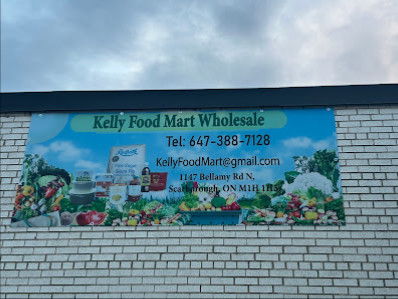 Kelly Food Mart Wholesale
Tel: 647-388-7128
KellyFoodMart@gmail.com
1147 Bellamy Rd N,
Scarborough, ON M1H 1H5